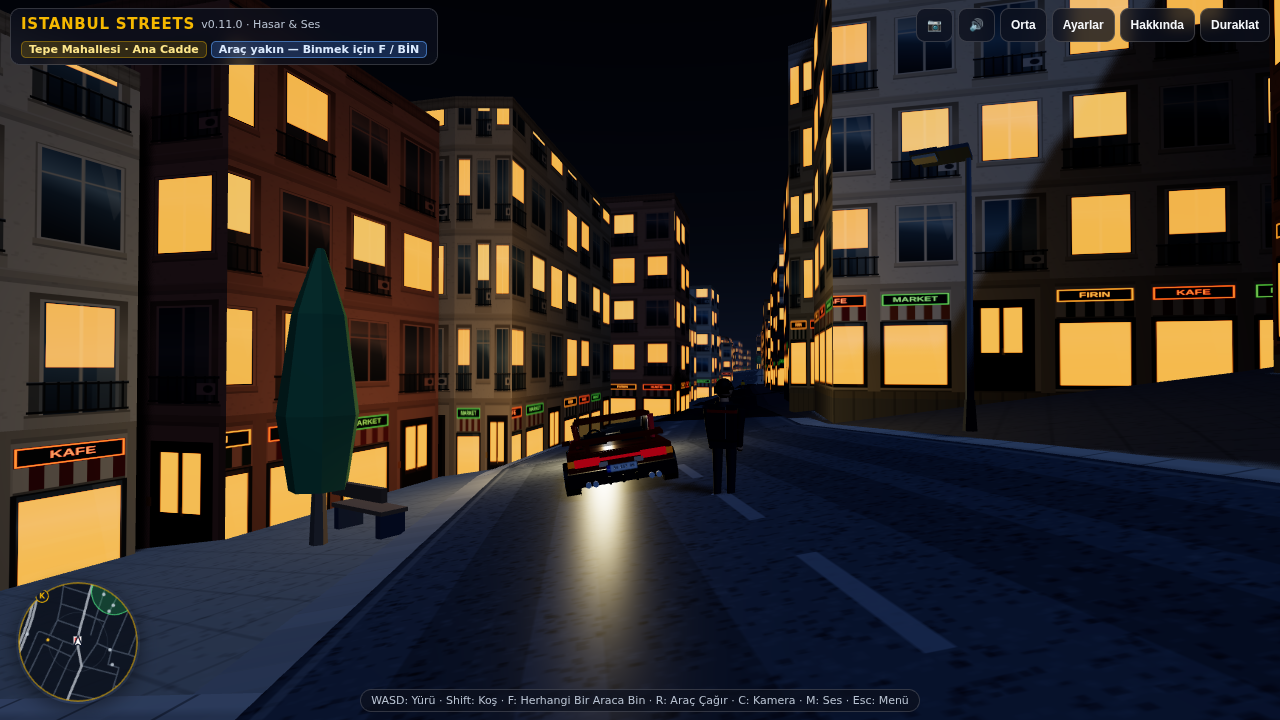 ISTANBUL STREETS v0.11.0 · Hasar & Ses
Tepe Mahallesi · Ana Cadde
Araç yakın — Binmek için F / BİN
Orta
Ayarlar
Hakkında
Duraklat
MARKET
FIRIN
KAFE
KAFE
MARKET
K
WASD: Yürü · Shift: Koş · F: Herhangi Bir Araca Bin · R: Araç Çağır · C: Kamera · M: Ses · Esc: Menü